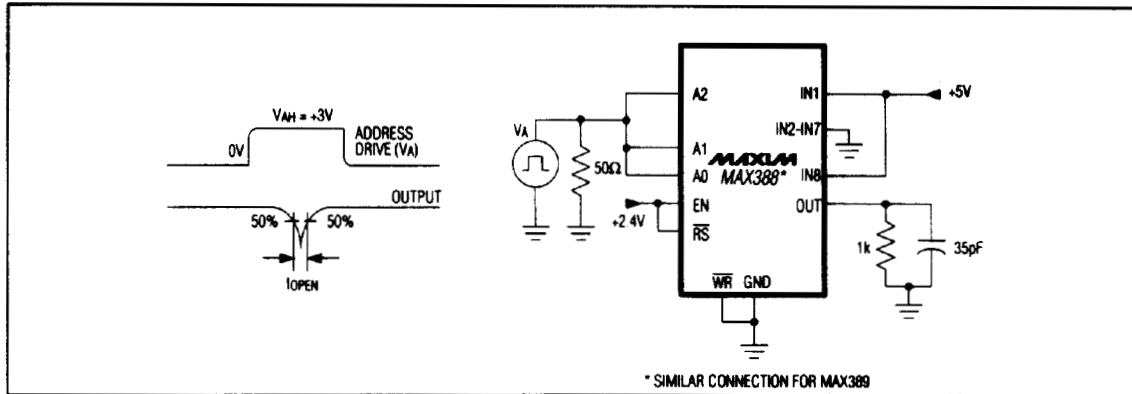 VAH = +3V
0V
ADDRESS
DRIVE (VA)
OUTPUT
50%
50%
tOPEN
VA
50Ω
+2.4V
A2
A1
A0
EN
RS
WR GND
MAXIM
MAX388*
IN1
IN2-IN7
IN8
OUT
+5V
1k
35pF
* SIMILAR CONNECTION FOR MAX389